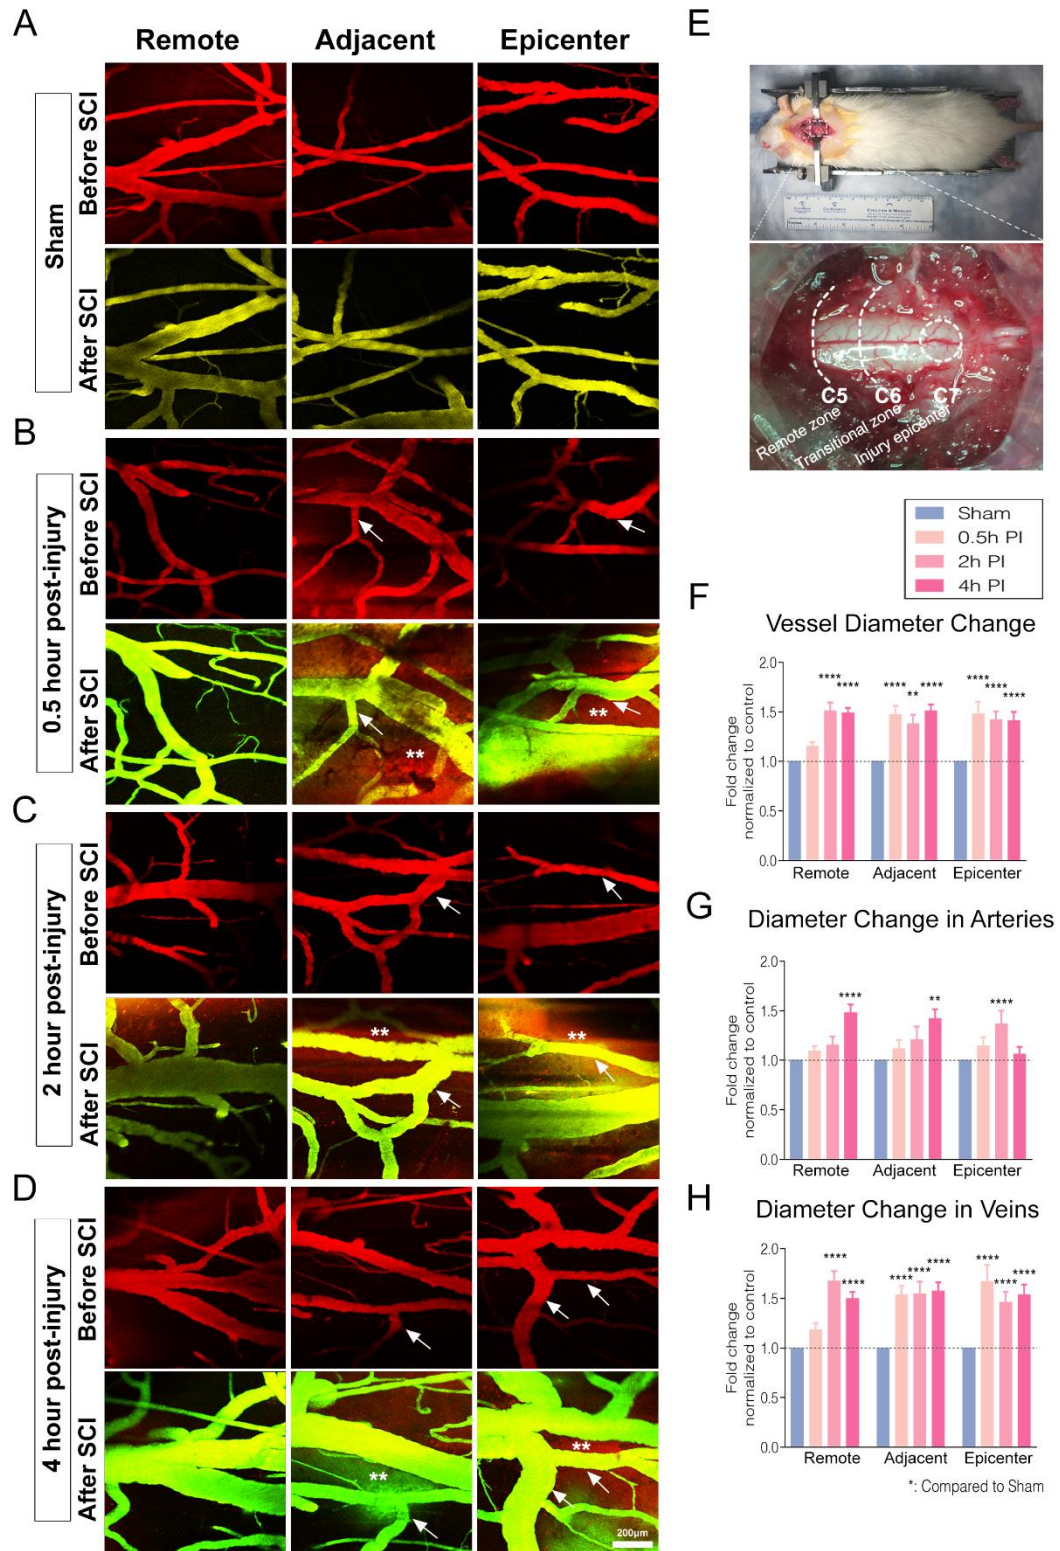 A
Remote Adjacent Epicenter
Sham
Before SCI
After SCI
B
0.5 hour post-injury
Before SCI
After SCI
**
**
C
2 hour post-injury
Before SCI
After SCI
**
**
D
4 hour post-injury
Before SCI
After SCI
**
**
200μm
E
C5 C6 C7
Remote zone
Transitional zone
Injury epicenter
Sham
0.5h PI
2h PI
4h PI
F
Vessel Diameter Change
Fold change
normalized to control
2.0
1.5
1.0
0.5
0.0
**** ****
**** ** ****
**** **** ****
Remote Adjacent Epicenter
G
Diameter Change in Arteries
Fold change
normalized to control
2.0
1.5
1.0
0.5
0.0
**** ** ****
Remote Adjacent Epicenter
H
Diameter Change in Veins
Fold change
normalized to control
2.0
1.5
1.0
0.5
0.0
**** ****
**** **** ****
**** **** ****
Remote Adjacent Epicenter
*: Compared to Sham